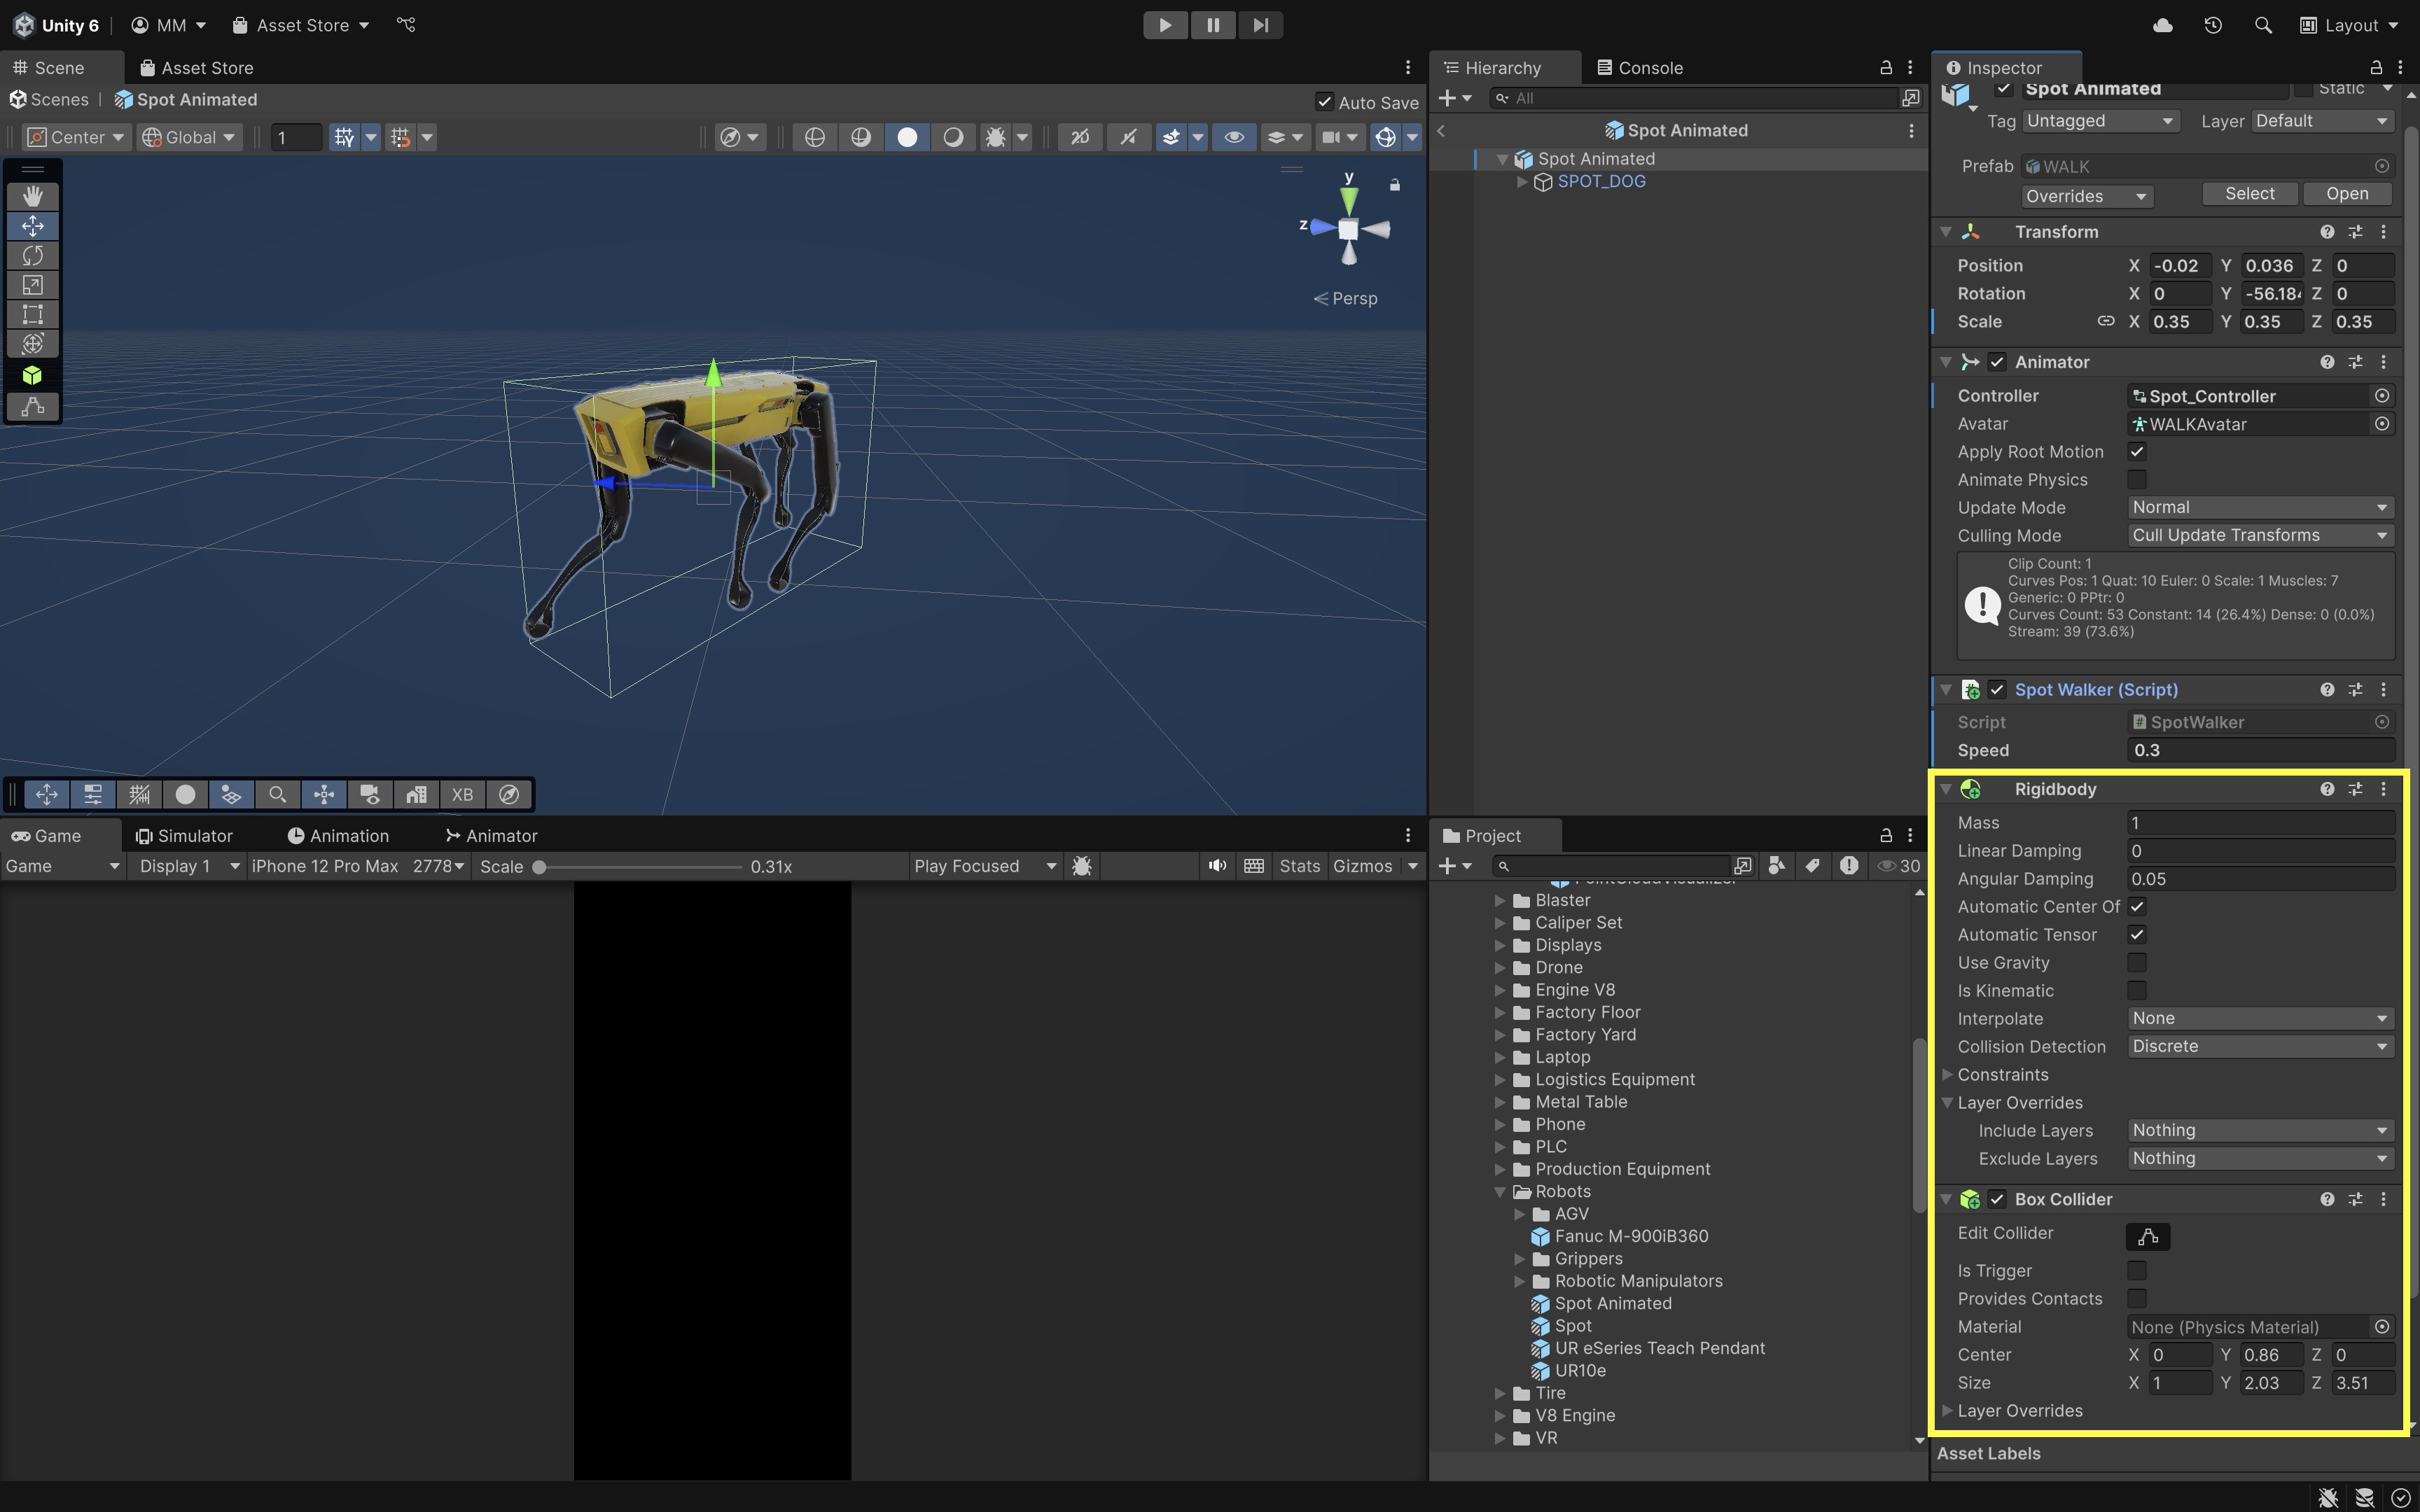 Unity 6 MM Asset Store Layout
Scene Asset Store
Scenes Spot Animated Auto Save
Center Global 1 2D
y
z
Persp
XB
Hierarchy Console
All
Spot Animated
Spot Animated
SPOT_DOG
Inspector
Spot Animated Static
Tag Untagged Layer Default
Prefab WALK
Overrides Select Open
Transform
Position X -0.02 Y 0.036 Z 0
Rotation X 0 Y -56.184 Z 0
Scale X 0.35 Y 0.35 Z 0.35
Animator
Controller Spot_Controller
Avatar WALKAvatar
Apply Root Motion
Animate Physics
Update Mode Normal
Culling Mode Cull Update Transforms
Clip Count: 1
Curves Pos: 1 Quat: 10 Euler: 0 Scale: 1 Muscles: 7
Generic: 0 PPtr: 0
Curves Count: 53 Constant: 14 (26.4%) Dense: 0 (0.0%)
Stream: 39 (73.6%)
Spot Walker (Script)
Script SpotWalker
Speed 0.3
Rigidbody
Mass 1
Linear Damping 0
Angular Damping 0.05
Automatic Center Of
Automatic Tensor
Use Gravity
Is Kinematic
Interpolate None
Collision Detection Discrete
Constraints
Layer Overrides
Include Layers Nothing
Exclude Layers Nothing
Box Collider
Edit Collider
Is Trigger
Provides Contacts
Material None (Physics Material)
Center X 0 Y 0.86 Z 0
Size X 1 Y 2.03 Z 3.51
Layer Overrides
Asset Labels
Game Simulator Animation Animator
Game Display 1 iPhone 12 Pro Max 2778 Scale 0.31x Play Focused Stats Gizmos
Project
30
PointCloudVisualizer
Blaster
Caliper Set
Displays
Drone
Engine V8
Factory Floor
Factory Yard
Laptop
Logistics Equipment
Metal Table
Phone
PLC
Production Equipment
Robots
AGV
Fanuc M-900iB360
Grippers
Robotic Manipulators
Spot Animated
Spot
UR eSeries Teach Pendant
UR10e
Tire
V8 Engine
VR